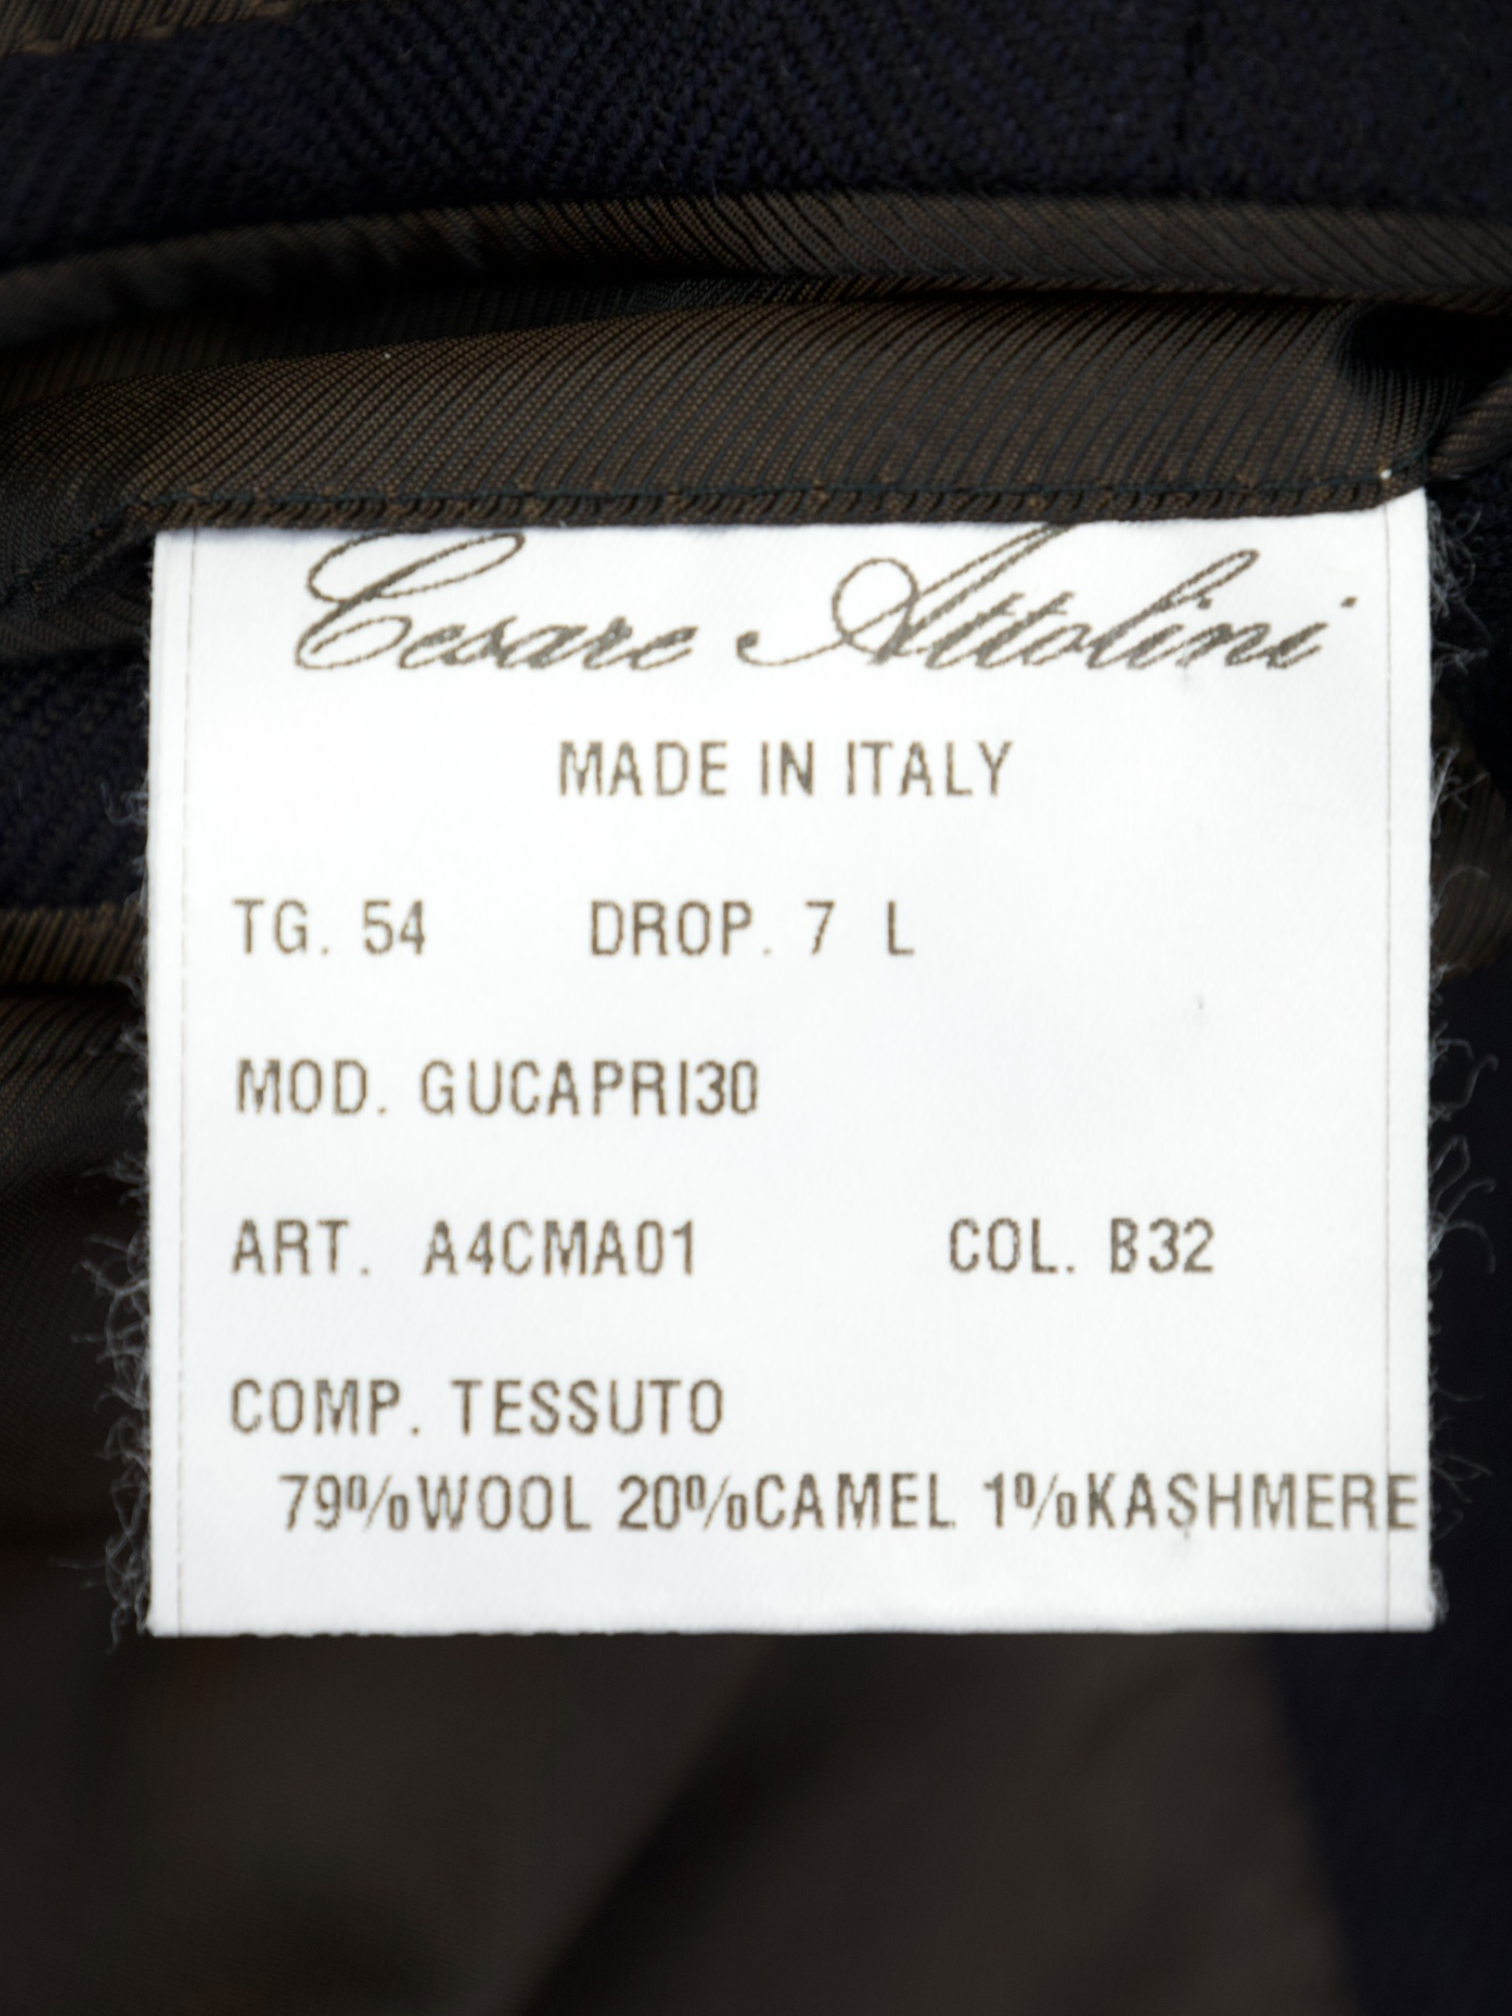 Cesare Attolini
MADE IN ITALY
TG. 54 DROP. 7 L
MOD. GUCAPRI30
ART. A4CMA01 COL. B32
COMP. TESSUTO
79%WOOL 20%CAMEL 1%KASHMERE